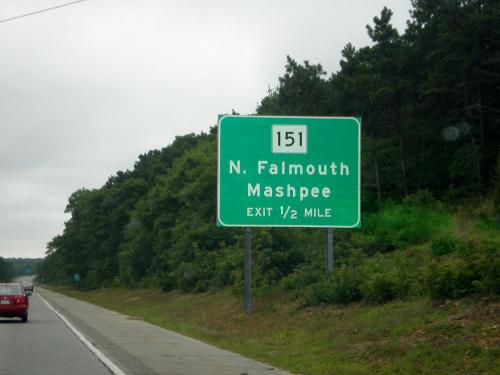 151
N. Falmouth
Mashpee
EXIT 1/2 MILE